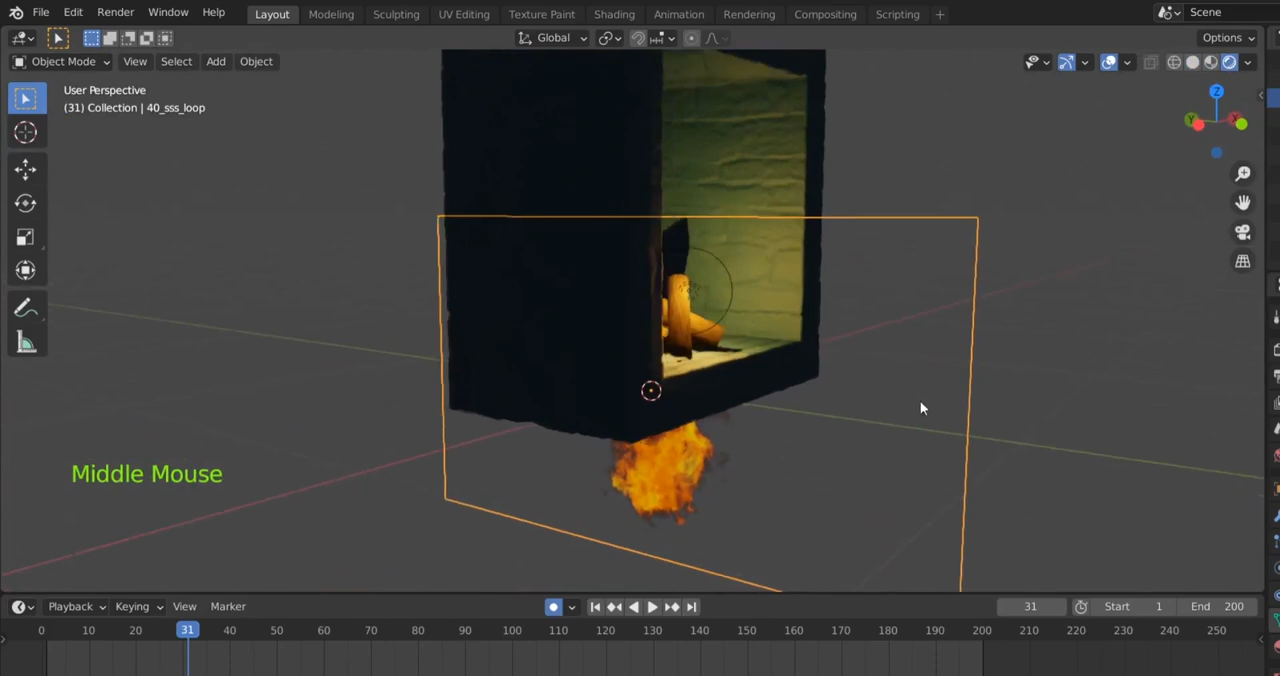 File Edit Render Window Help Layout Modeling Sculpting UV Editing Texture Paint Shading Animation Rendering Compositing Scripting + Scene
Global Options
Object Mode View Select Add Object
User Perspective
(31) Collection | 40_sss_loop
Z
Y
Middle Mouse
Playback Keying View Marker 31 Start 1 End 200
0 10 20 31 40 50 60 70 80 90 100 110 120 130 140 150 160 170 180 190 200 210 220 230 240 250